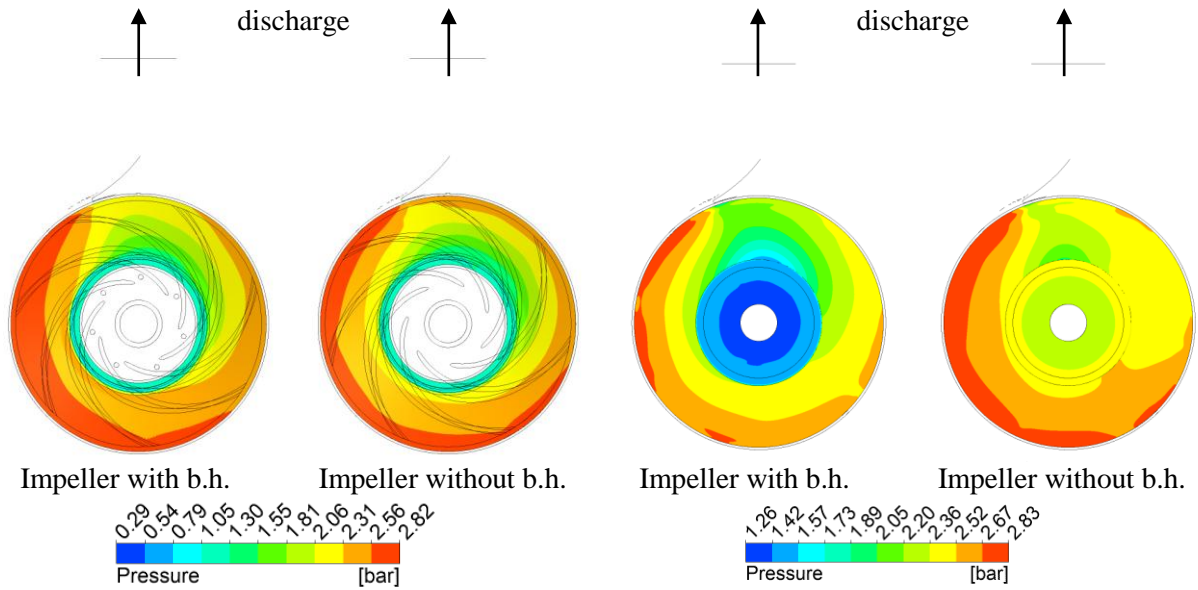 discharge
discharge
Impeller with b.h.
Impeller without b.h.
Impeller with b.h.
Impeller without b.h.
0.29 0.54 0.79 1.05 1.30 1.55 1.81 2.06 2.31 2.56 2.82
Pressure [bar]
1.26 1.42 1.57 1.73 1.89 2.05 2.20 2.36 2.52 2.67 2.83
Pressure [bar]